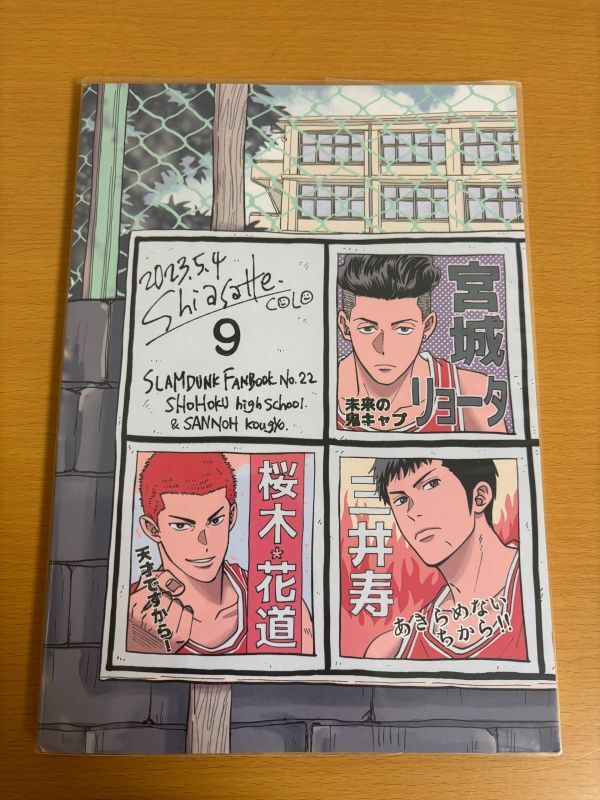 2023.5.4
Shiasatte.
COLO
9
SLAMDUNK FANBOOK No.22
SHOHOKU high school.
& SANNOH kougyo.
宮城
リョータ
未来の
鬼キャプ
桜木*花道
天才ですから!
三井寿
あきらめない
ちから!!